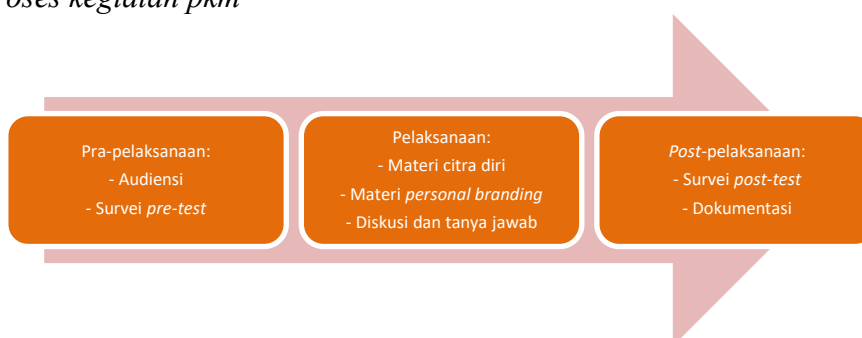 oses kegiatan pkm
Pra-pelaksanaan:
- Audiensi
- Survei pre-test
Pelaksanaan:
- Materi citra diri
- Materi personal branding
- Diskusi dan tanya jawab
Post-pelaksanaan:
- Survei post-test
- Dokumentasi